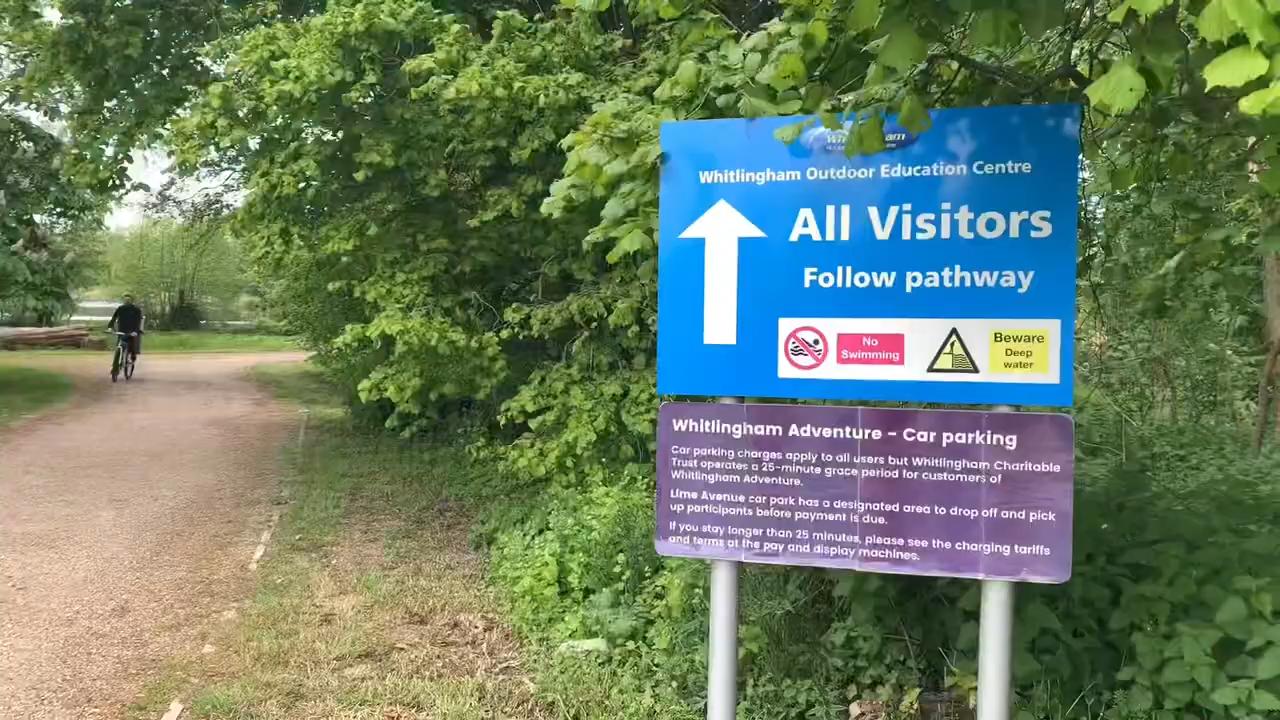 Whitlingham Outdoor Education Centre
All Visitors
Follow pathway
No
Swimming
Beware
Deep
water
Whitlingham Adventure - Car parking
Car parking charges apply to all users but Whitlingham Charitable
Trust operates a 25-minute grace period for customers of
Whitlingham Adventure.
Lime Avenue car park has a designated area to drop off and pick
up participants before payment is due.
If you stay longer than 25 minutes, please see the charging tariffs
and terms at the pay and display machines.